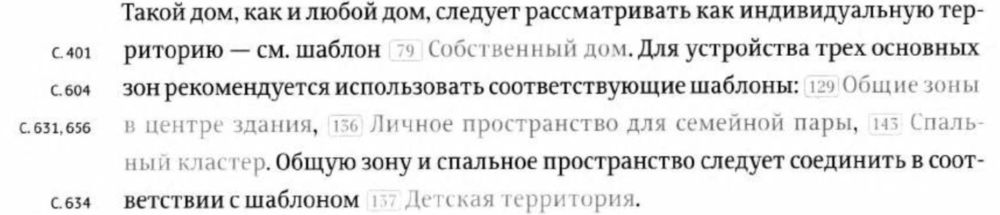 Такой дом, как и любой дом, следует рассматривать как индивидуальную тер-
С. 401 риторию — см. шаблон 79 Собственный дом. Для устройства трех основных
С. 604 зон рекомендуется использовать соответствующие шаблоны: 129 Общие зоны
С. 631, 656 в центре здания, 136 Личное пространство для семейной пары, 143 Спаль-
ный кластер. Общую зону и спальное пространство следует соединить в соот-
С. 634 ветствии с шаблоном 137 Детская территория.